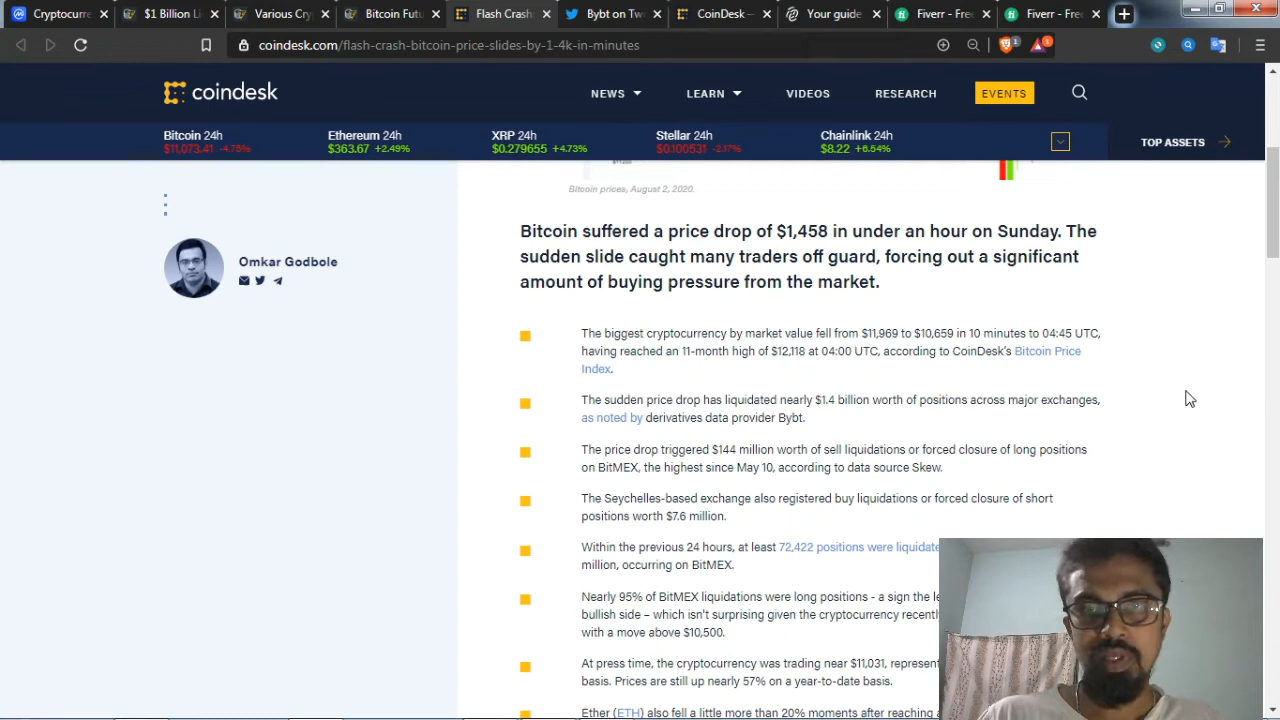 Cryptocurr
$1 Billion Li
Various Cry
Bitcoin Futu
Flash Crash
Bybt on Tw
CoinDesk –
Your guide
Fiverr - Free
Fiverr - Free
coindesk.com/flash-crash-bitcoin-price-slides-by-1-4k-in-minutes
coindesk
NEWS
LEARN
VIDEOS
RESEARCH
EVENTS
Bitcoin 24h
$11,073.41 -4.75%
Ethereum 24h
$363.67 +2.49%
XRP 24h
$0.279655 +4.73%
Stellar 24h
$0.100531 -2.17%
Chainlink 24h
$8.22 +6.54%
TOP ASSETS
Bitcoin prices, August 2, 2020.
Omkar Godbole
Bitcoin suffered a price drop of $1,458 in under an hour on Sunday. The
sudden slide caught many traders off guard, forcing out a significant
amount of buying pressure from the market.
The biggest cryptocurrency by market value fell from $11,969 to $10,659 in 10 minutes to 04:45 UTC,
having reached an 11-month high of $12,118 at 04:00 UTC, according to CoinDesk's Bitcoin Price
Index.
The sudden price drop has liquidated nearly $1.4 billion worth of positions across major exchanges,
as noted by derivatives data provider Bybt.
The price drop triggered $144 million worth of sell liquidations or forced closure of long positions
on BitMEX, the highest since May 10, according to data source Skew.
The Seychelles-based exchange also registered buy liquidations or forced closure of short
positions worth $7.6 million.
Within the previous 24 hours, at least 72,422 positions were liquidate
million, occurring on BitMEX.
Nearly 95% of BitMEX liquidations were long positions - a sign the le
bullish side – which isn't surprising given the cryptocurrency recentl
with a move above $10,500.
At press time, the cryptocurrency was trading near $11,031, represent
basis. Prices are still up nearly 57% on a year-to-date basis.
Ether (ETH) also fell a little more than 20% moments after reaching a